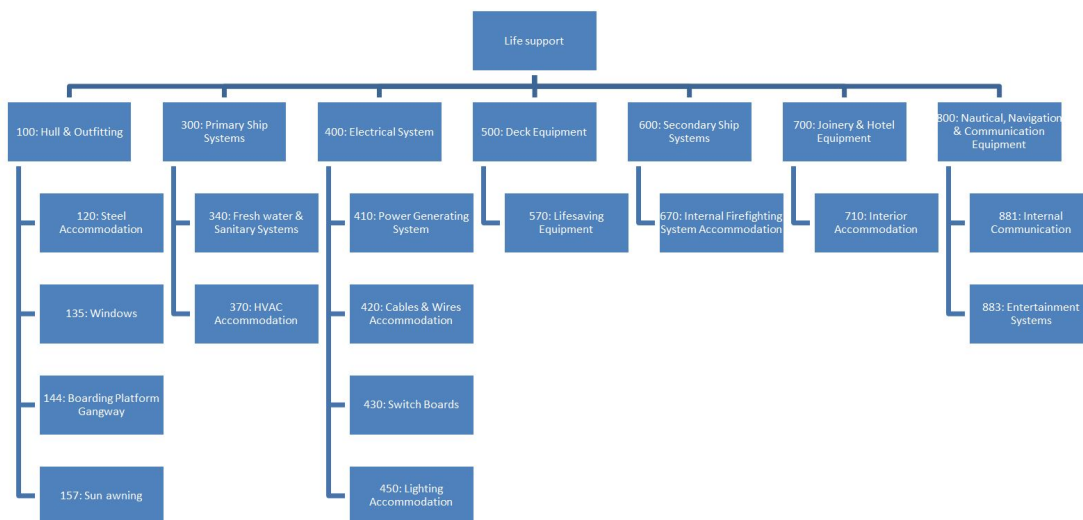 Life support
100: Hull & Outfitting
300: Primary Ship
Systems
400: Electrical System
500: Deck Equipment
600: Secondary Ship
Systems
700: Joinery & Hotel
Equipment
800: Nautical, Navigation
& Communication
Equipment
120: Steel
Accommodation
340: Fresh water &
Sanitary Systems
410: Power Generating
System
570: Lifesaving
Equipment
670: Internal Firefighting
System Accommodation
710: Interior
Accommodation
881: Internal
Communication
135: Windows
370: HVAC
Accommodation
420: Cables & Wires
Accommodation
883: Entertainment
Systems
144: Boarding Platform
Gangway
430: Switch Boards
157: Sun awning
450: Lighting
Accommodation